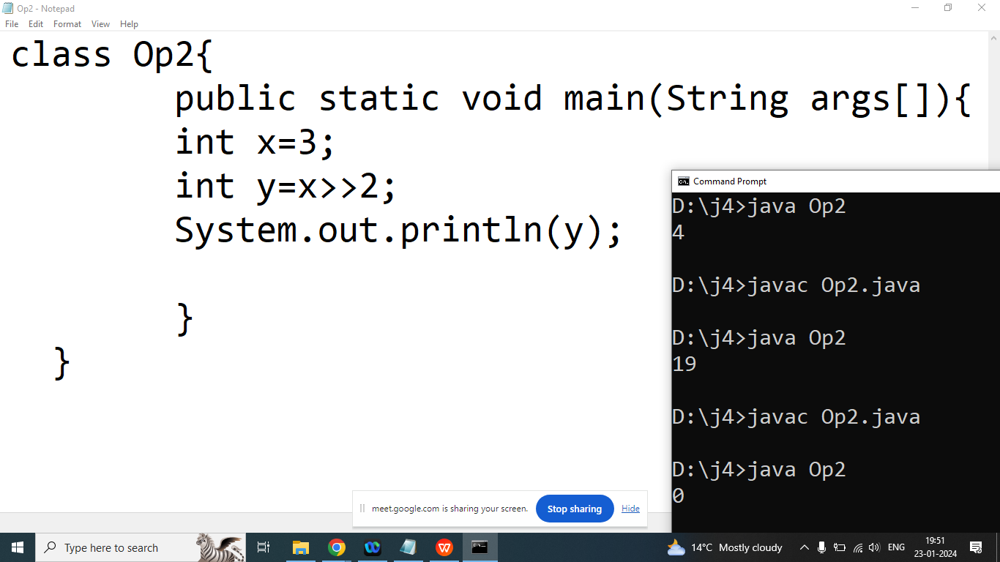 Op2 - Notepad
File Edit Format View Help
class Op2{
public static void main(String args[]){
int x=3;
int y=x>>2;
System.out.println(y);
}
}
Command Prompt
D:\j4>java Op2
4
D:\j4>javac Op2.java
D:\j4>java Op2
19
D:\j4>javac Op2.java
D:\j4>java Op2
0
meet.google.com is sharing your screen. Stop sharing Hide
Type here to search
14°C Mostly cloudy
ENG
19:51
23-01-2024